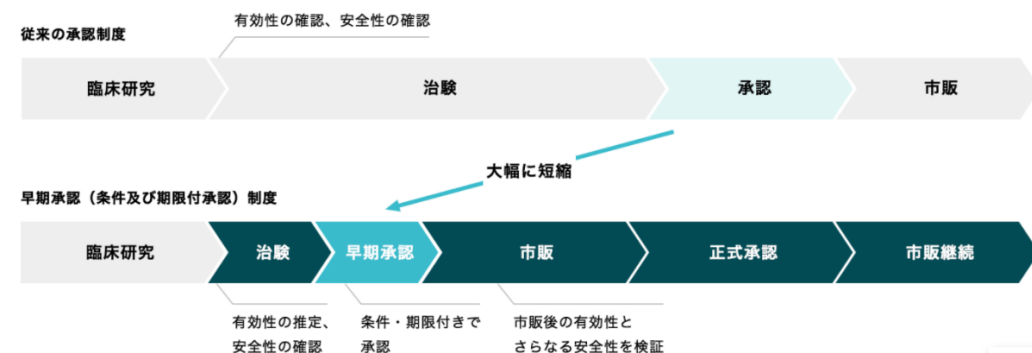 有効性の確認、安全性の確認
従来の承認制度
臨床研究
治験
承認
市販
大幅に短縮
早期承認（条件及び期限付承認）制度
臨床研究
治験
早期承認
市販
正式承認
市販継続
有効性の推定、
安全性の確認
条件・期限付きで
承認
市販後の有効性と
さらなる安全性を検証